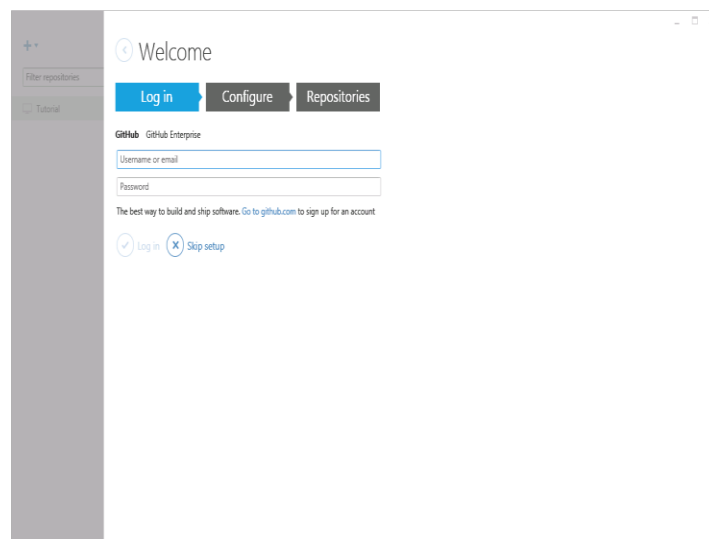 Filter repositories
Tutorial
Welcome
Log in Configure Repositories
GitHub GitHub Enterprise
Username or email
Password
The best way to build and ship software. Go to github.com to sign up for an account
Log in Skip setup